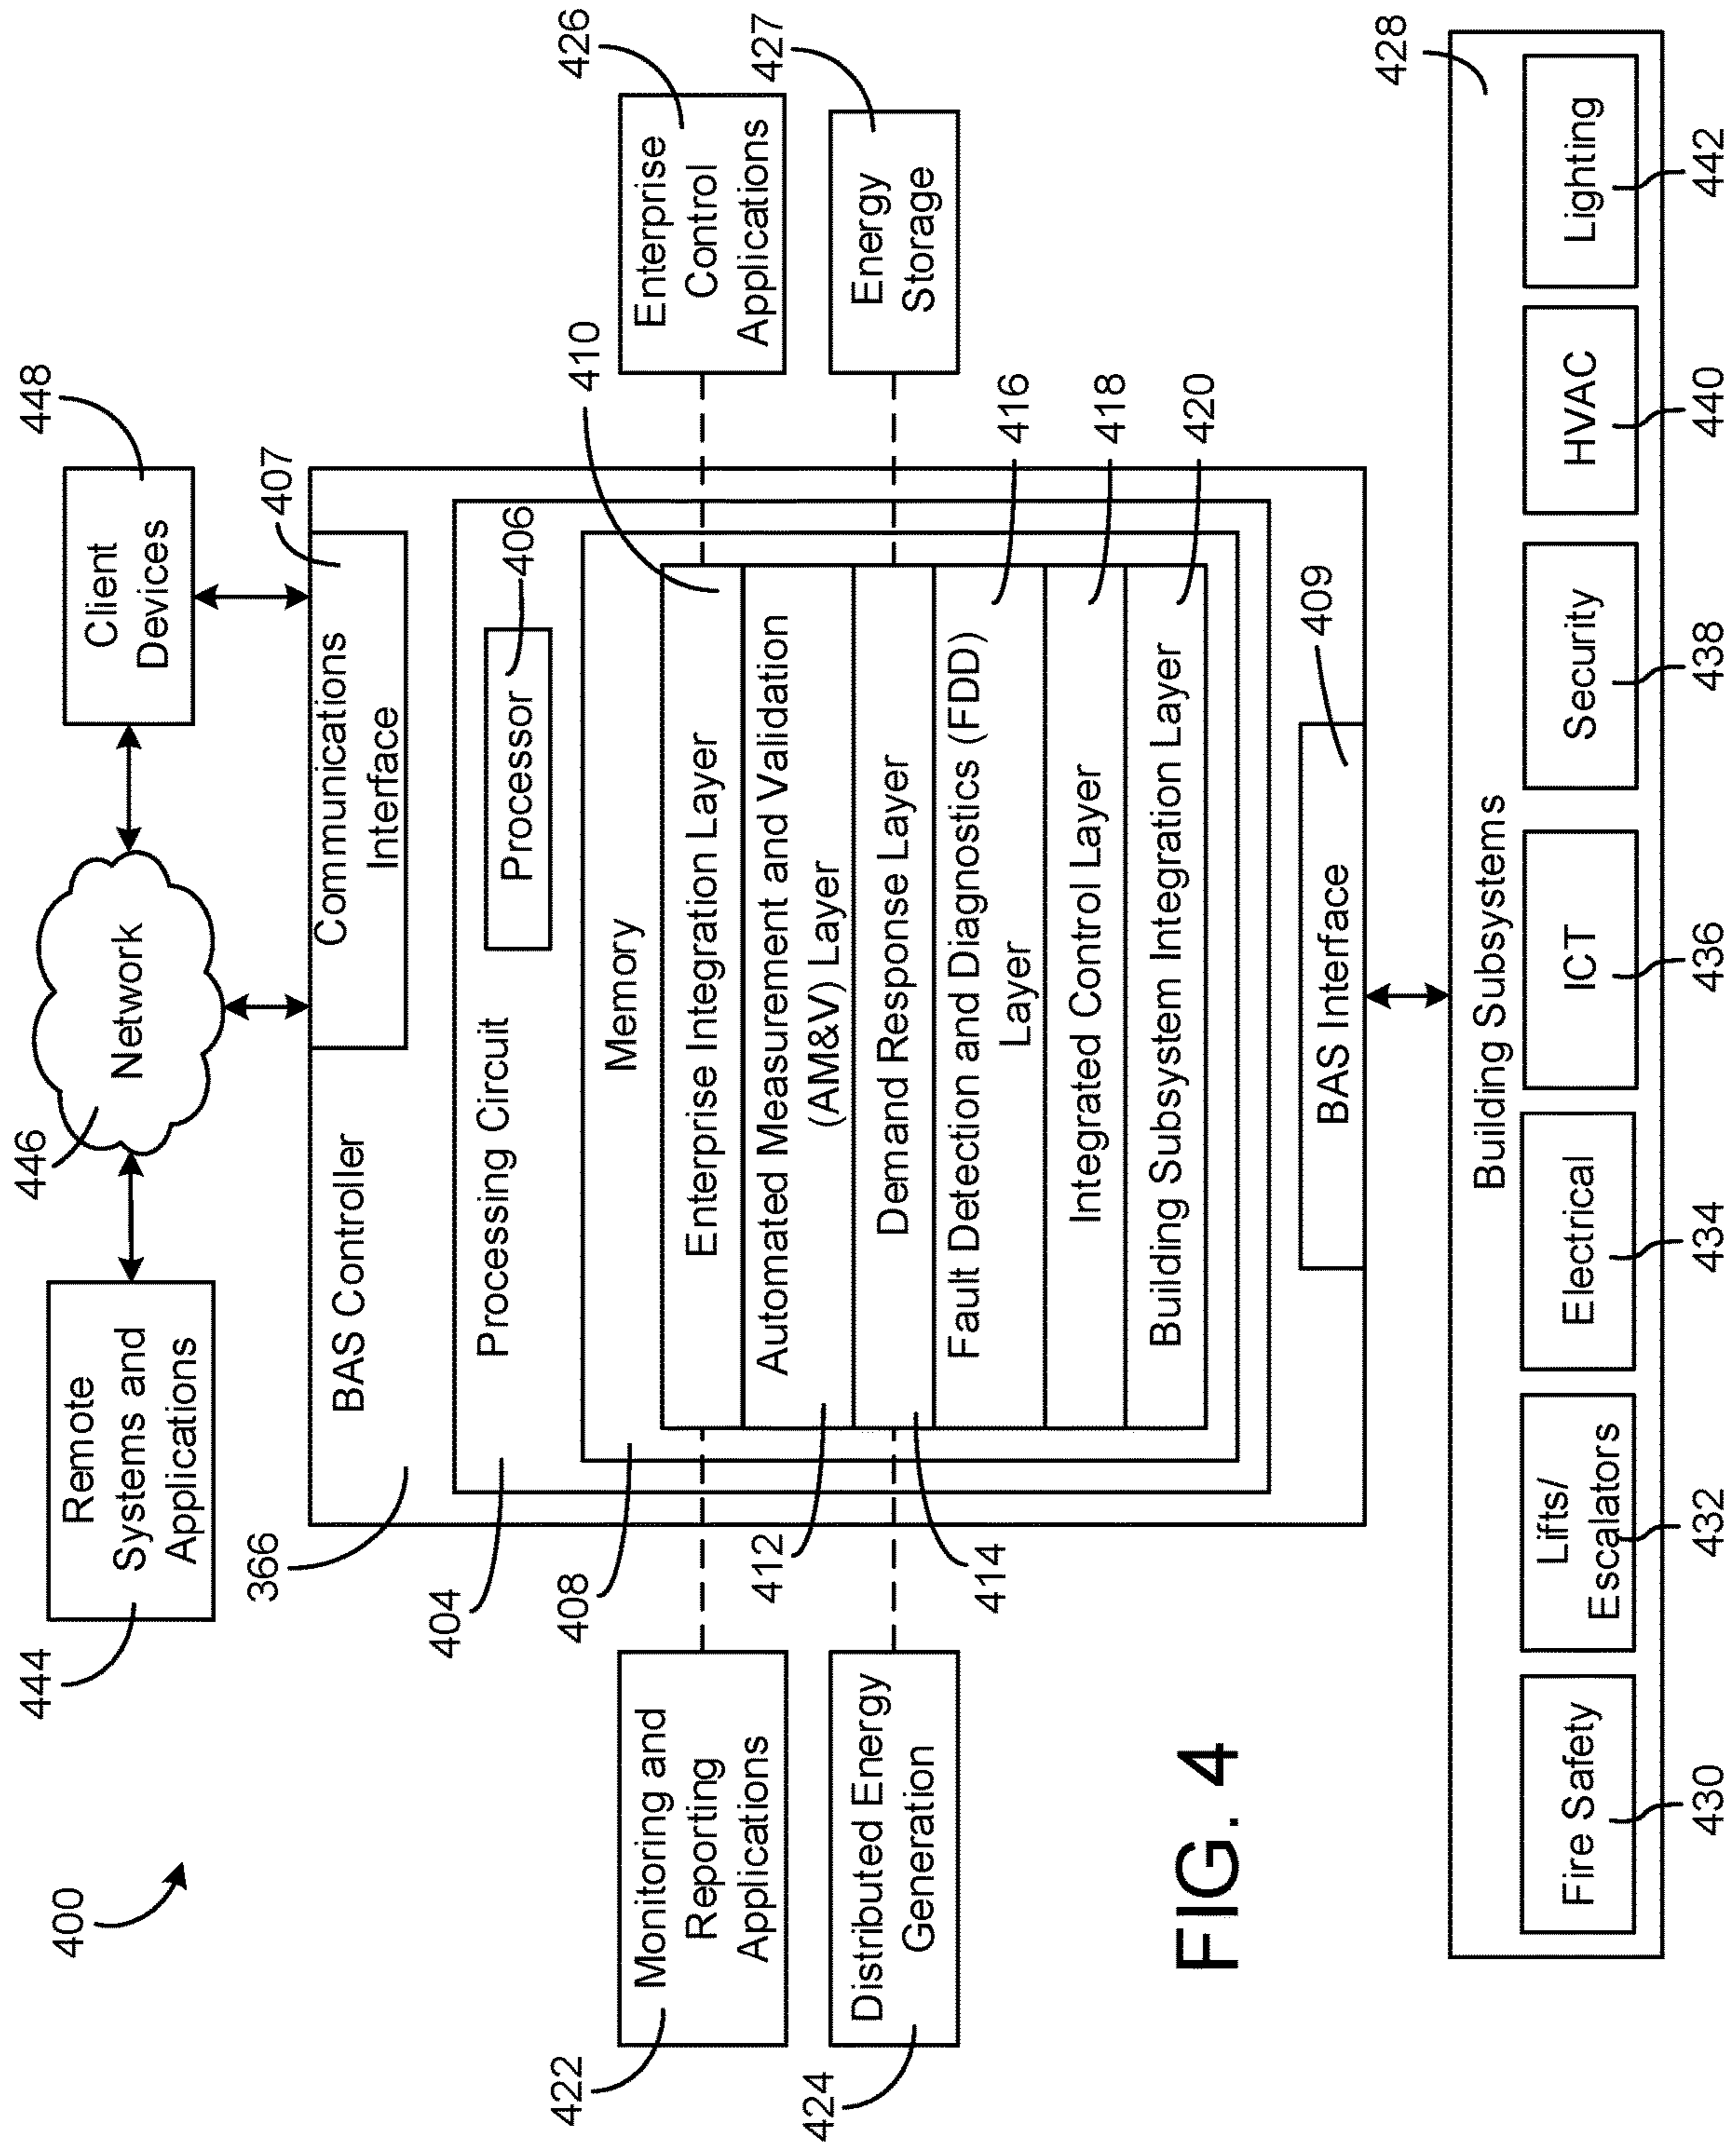 400
444
Remote
Systems and
Applications
446
Network
448
Client
Devices
366
BAS Controller
407
Communications
Interface
404
Processing Circuit
Processor
406
408
Memory
410
Enterprise Integration Layer
412
Automated Measurement and Validation
(AM&V) Layer
414
Demand Response Layer
416
Fault Detection and Diagnostics (FDD)
Layer
418
Integrated Control Layer
420
Building Subsystem Integration Layer
422
Monitoring and
Reporting
Applications
424
Distributed Energy
Generation
426
Enterprise
Control
Applications
427
Energy
Storage
BAS Interface
409
FIG. 4
428
Building Subsystems
Fire Safety
Lifts/
Escalators
Electrical
ICT
Security
HVAC
Lighting
430
432
434
436
438
440
442